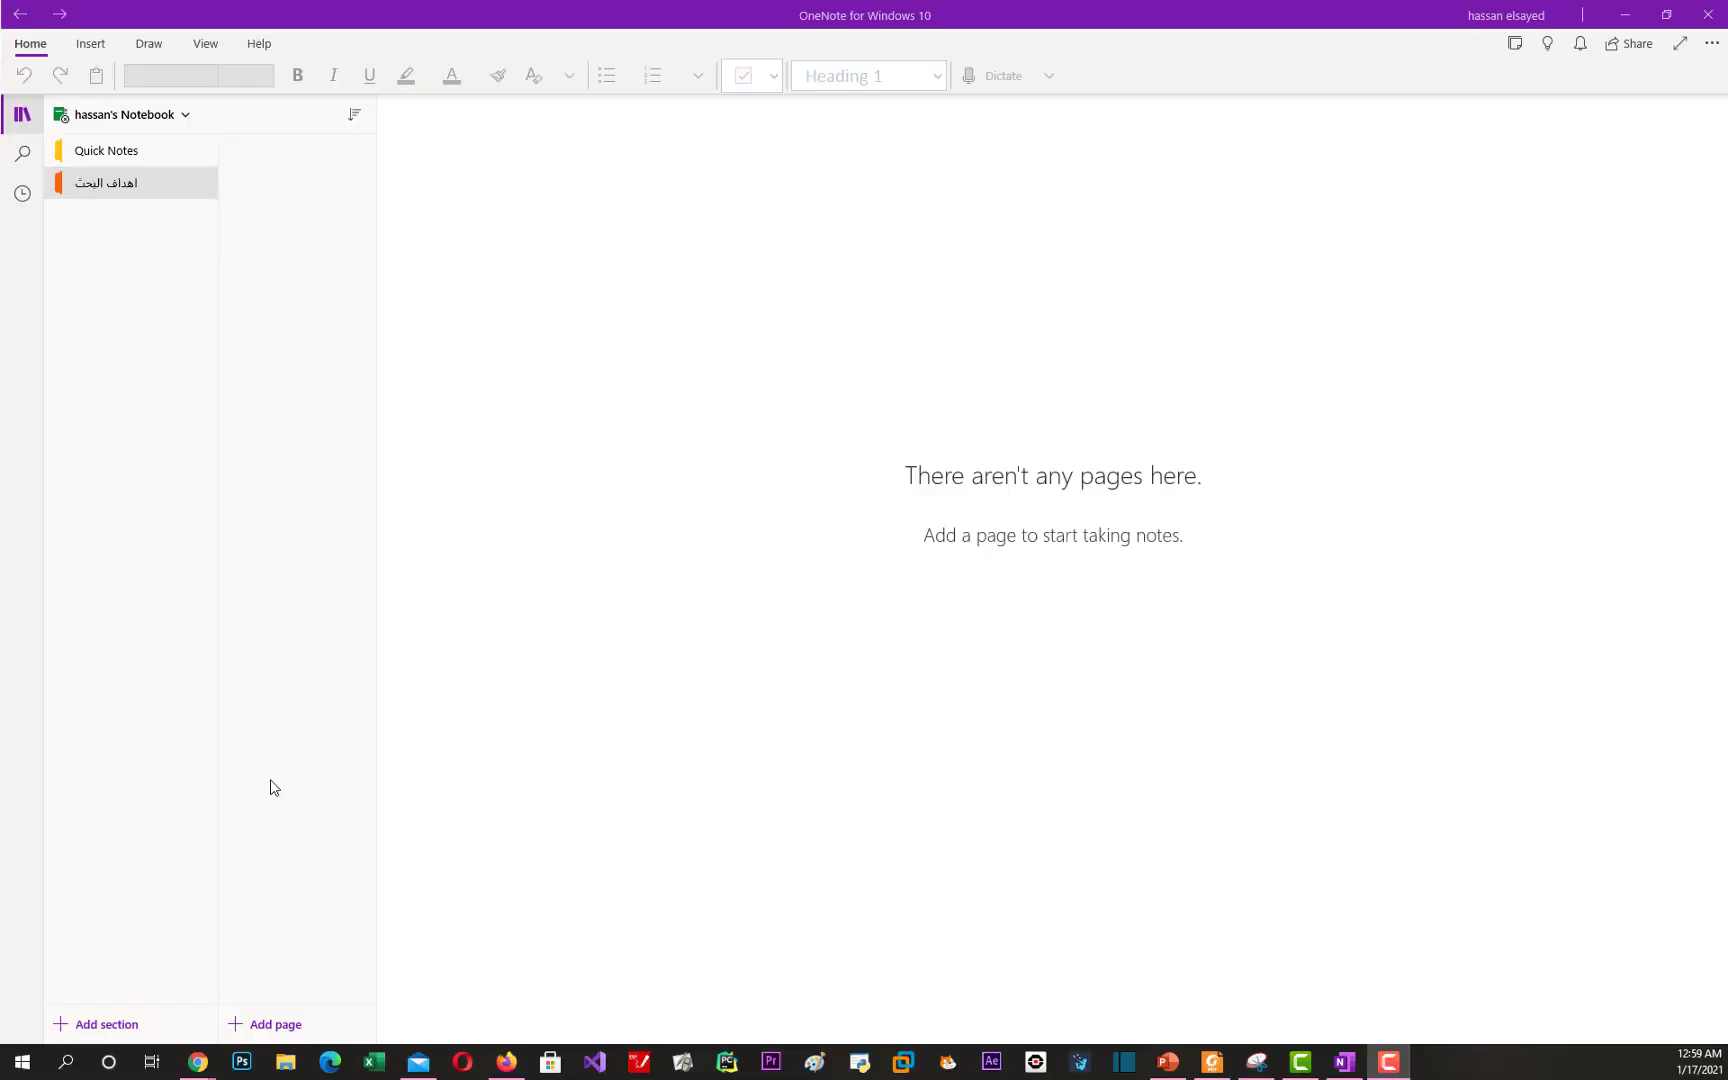 OneNote for Windows 10
hassan elsayed
Home
Insert
Draw
View
Help
Share
Heading 1
Dictate
hassan's Notebook
Quick Notes
اهداف البحث
There aren't any pages here.
Add a page to start taking notes.
Add section
Add page
12:59 AM
1/17/2021